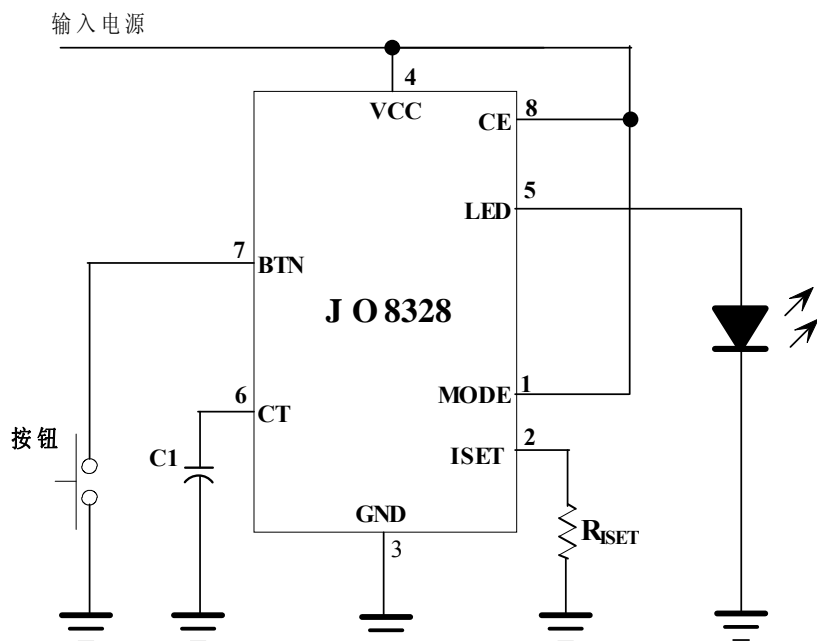 输入电源
4
VCC
CE
8
5
LED
7
BTN
JO8328
6
CT
MODE
1
2
ISET
按钮
C1
GND
3
RISET